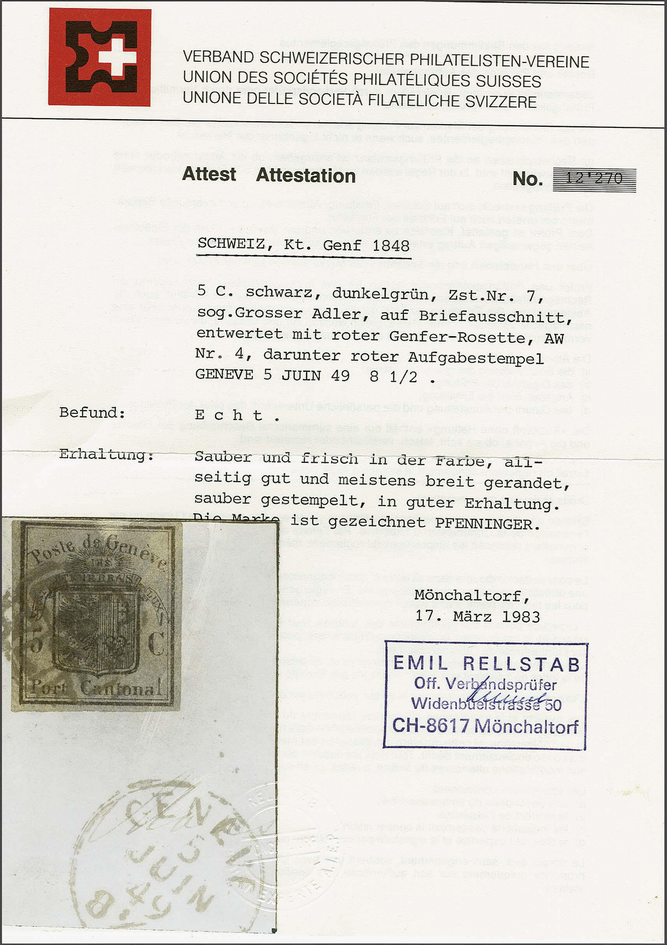 VERBAND SCHWEIZERISCHER PHILATELISTEN-VEREINE
UNION DES SOCIÉTÉS PHILATÉLIQUES SUISSES
UNIONE DELLE SOCIETÀ FILATELICHE SVIZZERE
Attest Attestation No. 12'270
SCHWEIZ, Kt. Genf 1848
5 C. schwarz, dunkelgrün, Zst.Nr. 7,
sog.Grosser Adler, auf Briefausschnitt,
entwertet mit roter Genfer-Rosette, AW
Nr. 4, darunter roter Aufgabestempel
GENEVE 5 JUIN 49 8 1/2 .
Befund: E c h t .
Erhaltung: Sauber und frisch in der Farbe, all-
seitig gut und meistens breit gerandet,
sauber gestempelt, in guter Erhaltung.
Die Marke ist gezeichnet PFENNINGER.
Poste de Genève
5 C.
Port Cantonal
Mönchaltorf,
17. März 1983
EMIL RELLSTAB
Off. Verbandsprüfer
Widenbüelstrasse 50
CH-8617 Mönchaltorf
GENEVE
5
JUIN
49